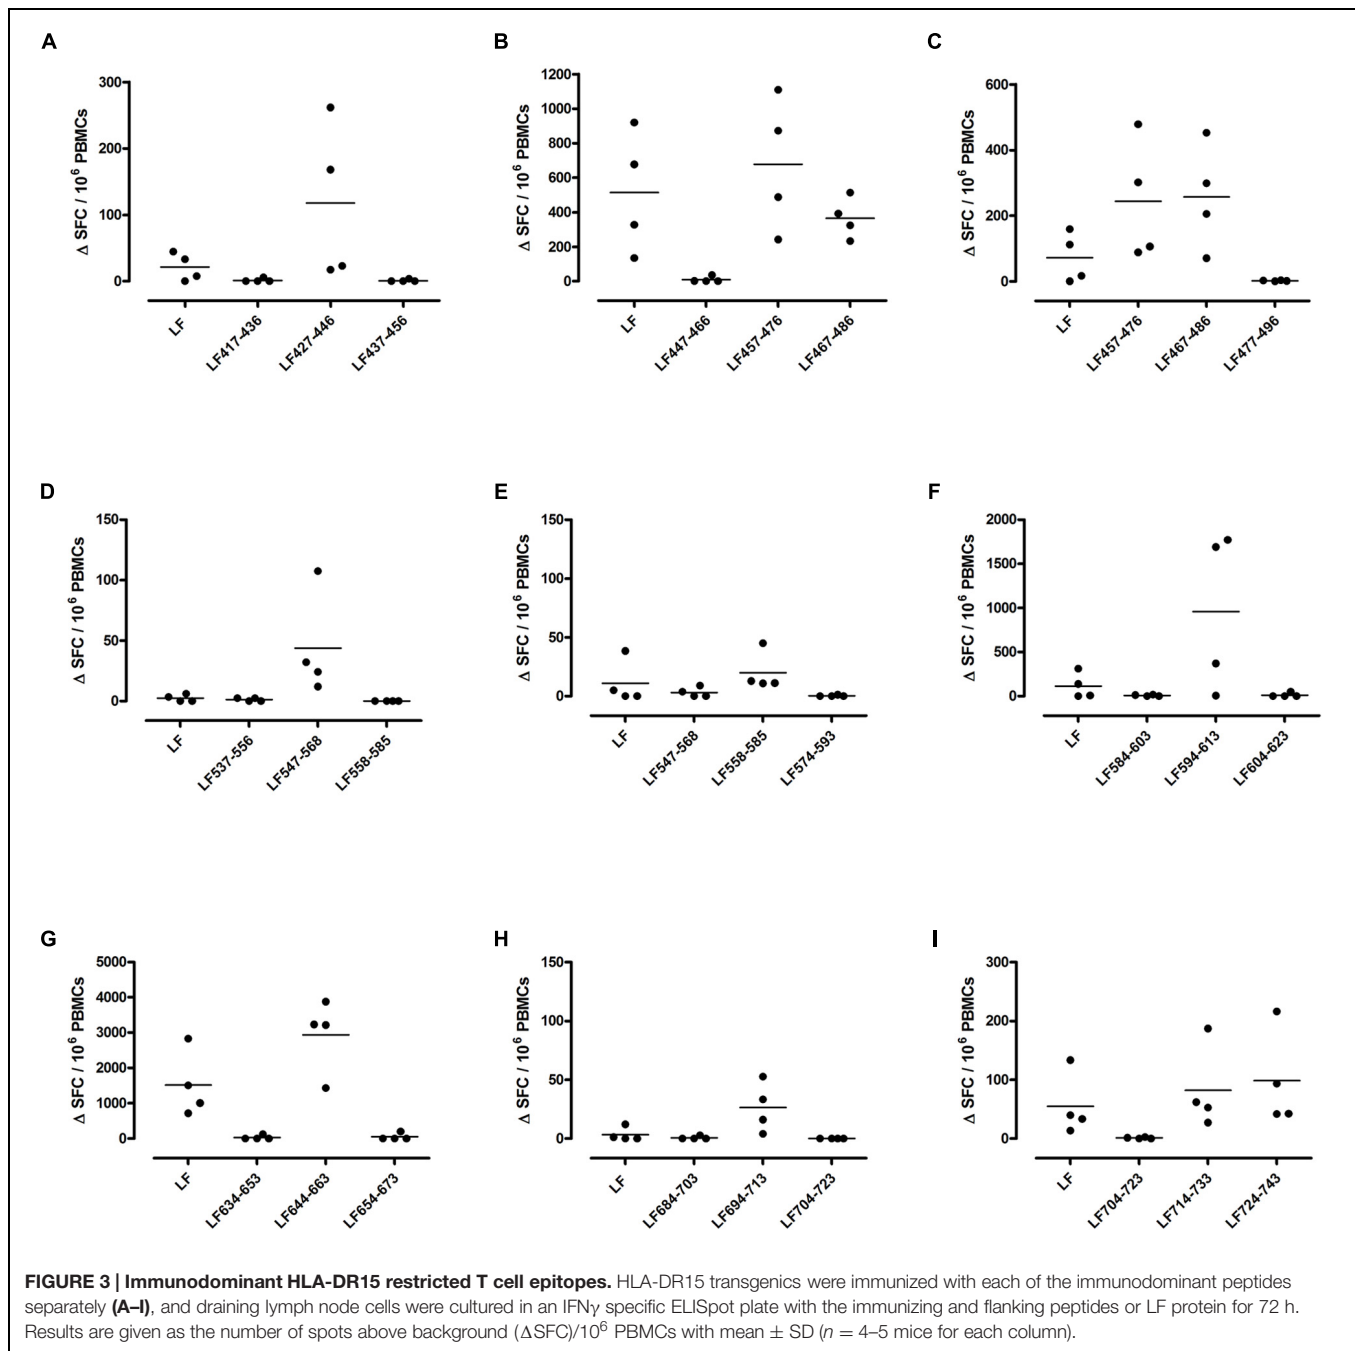 A
300
200
100
0
Δ SFC / 10⁶ PBMCs
LF
LF417-436
LF427-446
LF437-456
B
1200
1000
800
600
400
200
0
Δ SFC / 10⁶ PBMCs
LF
LF447-466
LF457-476
LF467-486
C
600
400
200
0
Δ SFC / 10⁶ PBMCs
LF
LF457-476
LF467-486
LF477-496
D
150
100
50
0
Δ SFC / 10⁶ PBMCs
LF
LF537-556
LF547-568
LF558-585
E
150
100
50
0
Δ SFC / 10⁶ PBMCs
LF
LF547-568
LF558-585
LF574-593
F
2000
1500
1000
500
0
Δ SFC / 10⁶ PBMCs
LF
LF584-603
LF594-613
LF604-623
G
5000
4000
3000
2000
1000
0
Δ SFC / 10⁶ PBMCs
LF
LF634-653
LF644-663
LF654-673
H
150
100
50
0
Δ SFC / 10⁶ PBMCs
LF
LF684-703
LF694-713
LF704-723
I
300
200
100
0
Δ SFC / 10⁶ PBMCs
LF
LF704-723
LF714-733
LF724-743
FIGURE 3 | Immunodominant HLA-DR15 restricted T cell epitopes. HLA-DR15 transgenics were immunized with each of the immunodominant peptides
separately (A–I), and draining lymph node cells were cultured in an IFNγ specific ELISpot plate with the immunizing and flanking peptides or LF protein for 72 h.
Results are given as the number of spots above background (ΔSFC)/10⁶ PBMCs with mean ± SD (n = 4–5 mice for each column).